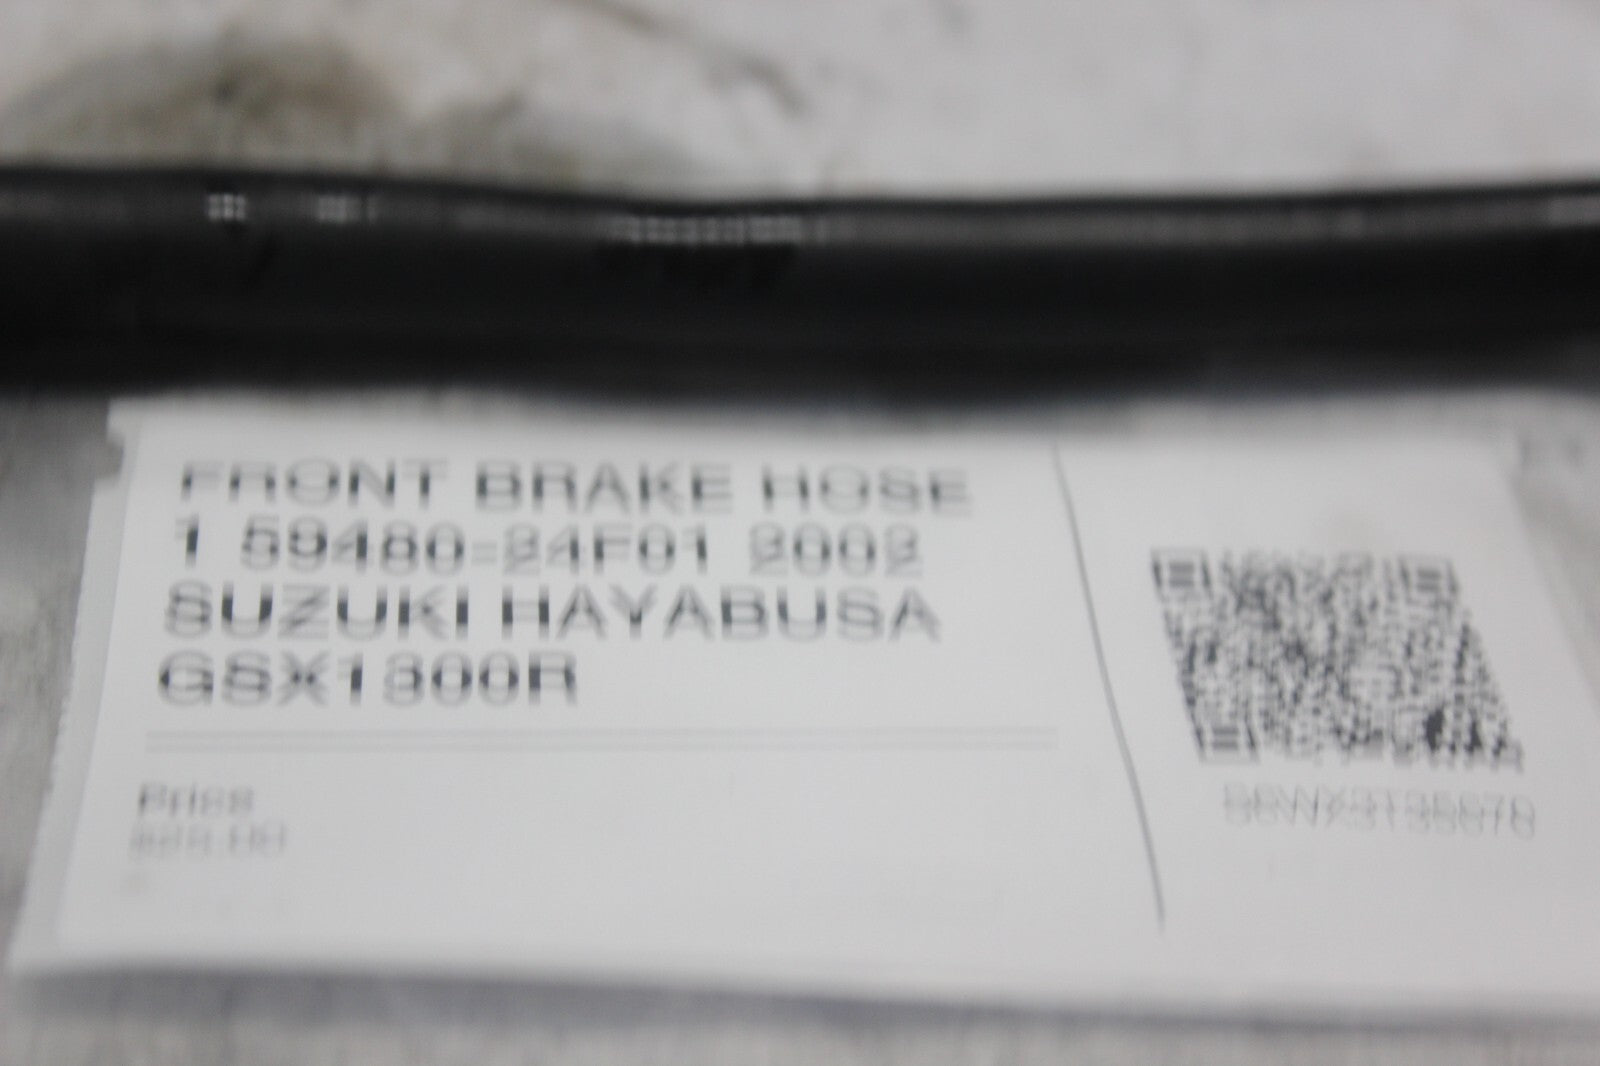 FRONT BRAKE HOSE
1 59480-24F01 2002
SUZUKI HAYABUSA
GSX1300R
Price